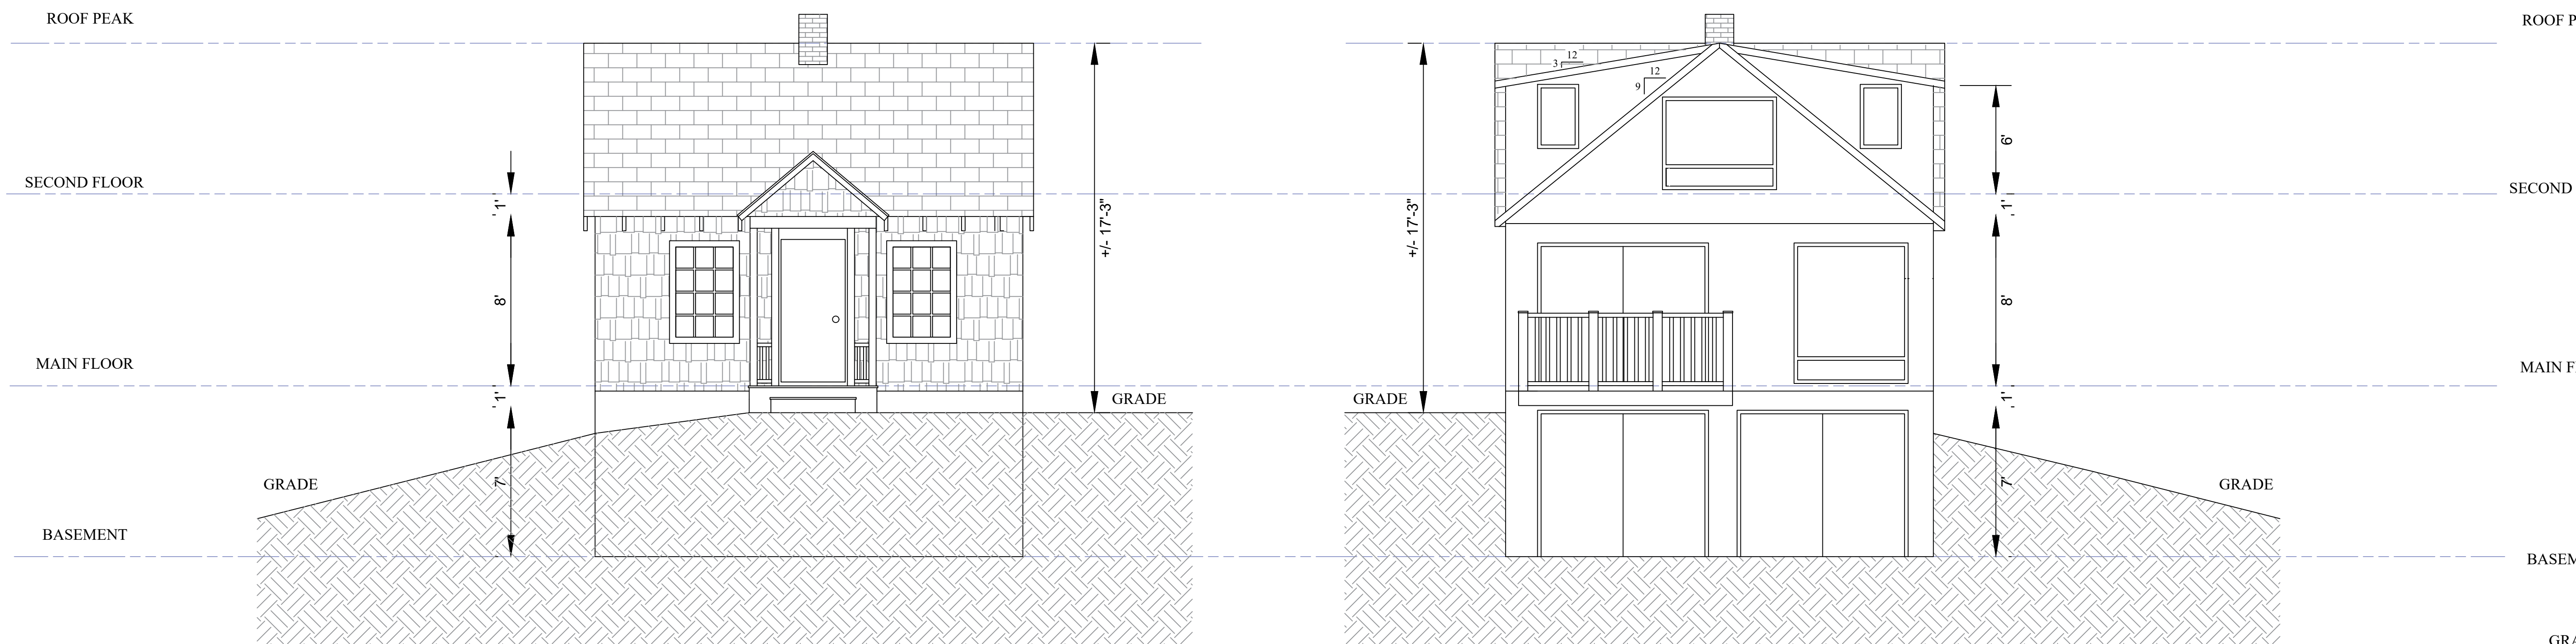 ROOF PEAK
SECOND FLOOR
MAIN FLOOR
GRADE
BASEMENT
1'
8'
1'
7'
+/- 17'-3"
GRADE
+/- 17'-3"
GRADE
12
3
12
9
6'
1'
8'
1'
7'
GRADE
ROOF P
SECOND
MAIN F
BASEM
GRA